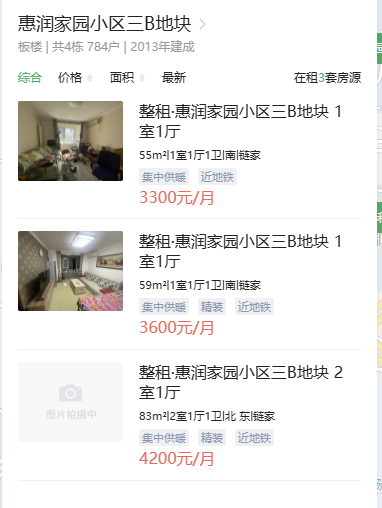 惠润家园小区三B地块
板楼 | 共4栋 784户 | 2013年建成
综合 价格 面积 最新 在租3套房源
整租·惠润家园小区三B地块 1
室1厅
55m²|1室1厅1卫|南|链家
集中供暖 近地铁
3300元/月
整租·惠润家园小区三B地块 1
室1厅
59m²|1室1厅1卫|南|链家
集中供暖 精装 近地铁
3600元/月
图片拍摄中
整租·惠润家园小区三B地块 2
室1厅
83m²|2室1厅1卫|北 东|链家
集中供暖 精装 近地铁
4200元/月